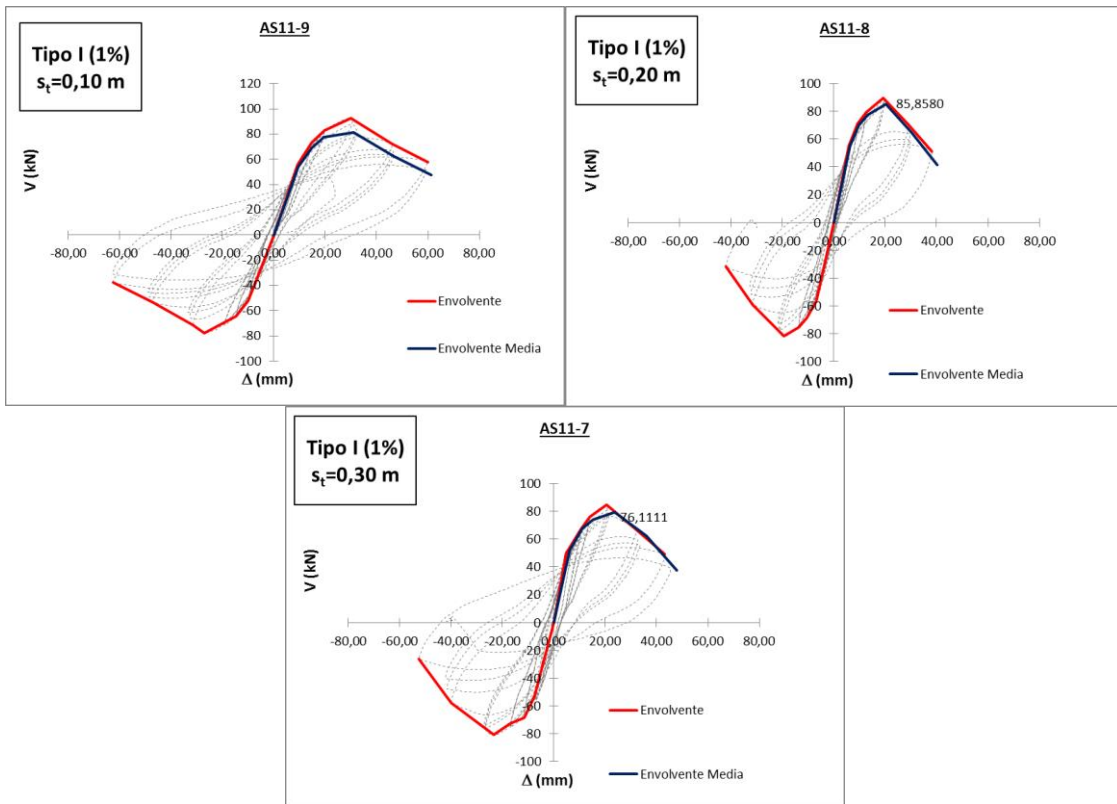 Tipo I (1%)
sₜ=0,10 m
AS11-9
V (kN)
120
100
80
60
40
20
0
-20
-40
-60
-80
-100
-80,00 -60,00 -40,00 -20,00 0,00 20,00 40,00 60,00 80,00
Envolvente
Envolvente Media
Δ (mm)
Tipo I (1%)
sₜ=0,20 m
AS11-8
V (kN)
100
80
60
40
20
0
-20
-40
-60
-80
-100
85,8580
-80,00 -60,00 -40,00 -20,00 0,00 20,00 40,00 60,00 80,00
Envolvente
Envolvente Media
Δ (mm)
Tipo I (1%)
sₜ=0,30 m
AS11-7
V (kN)
100
80
60
40
20
0
-20
-40
-60
-80
-100
76,1111
-80,00 -60,00 -40,00 -20,00 0,00 20,00 40,00 60,00 80,00
Envolvente
Envolvente Media
Δ (mm)